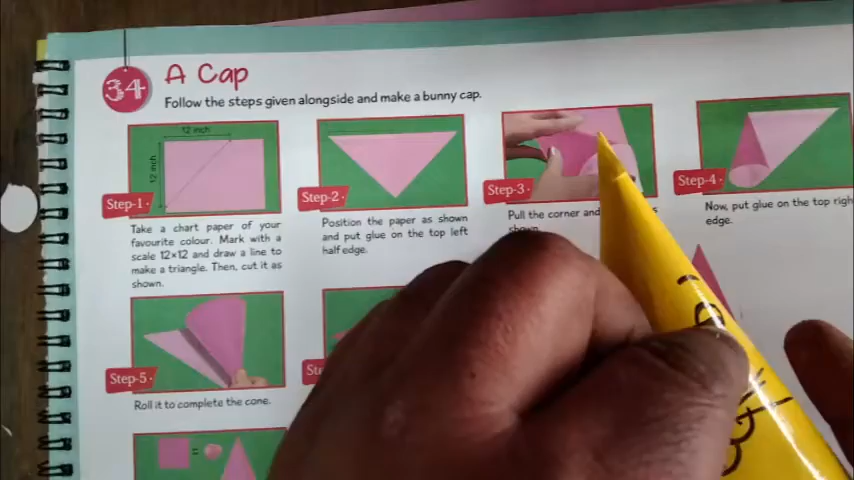 34
A Cap
Follow the steps given alongside and make a bunny cap.
12 inch
12 inch
Step-1
Take a chart paper of your
favourite colour. Mark with a
scale 12×12 and draw a line to
make a triangle. Then, cut it as
shown.
Step-2
Position the paper as shown
and put glue on the top left
half edge.
Step-3
Pull the corner and
shown.
Step-4
Now, put glue on the top right
edge.
Step-5
Roll it to complete the cone.